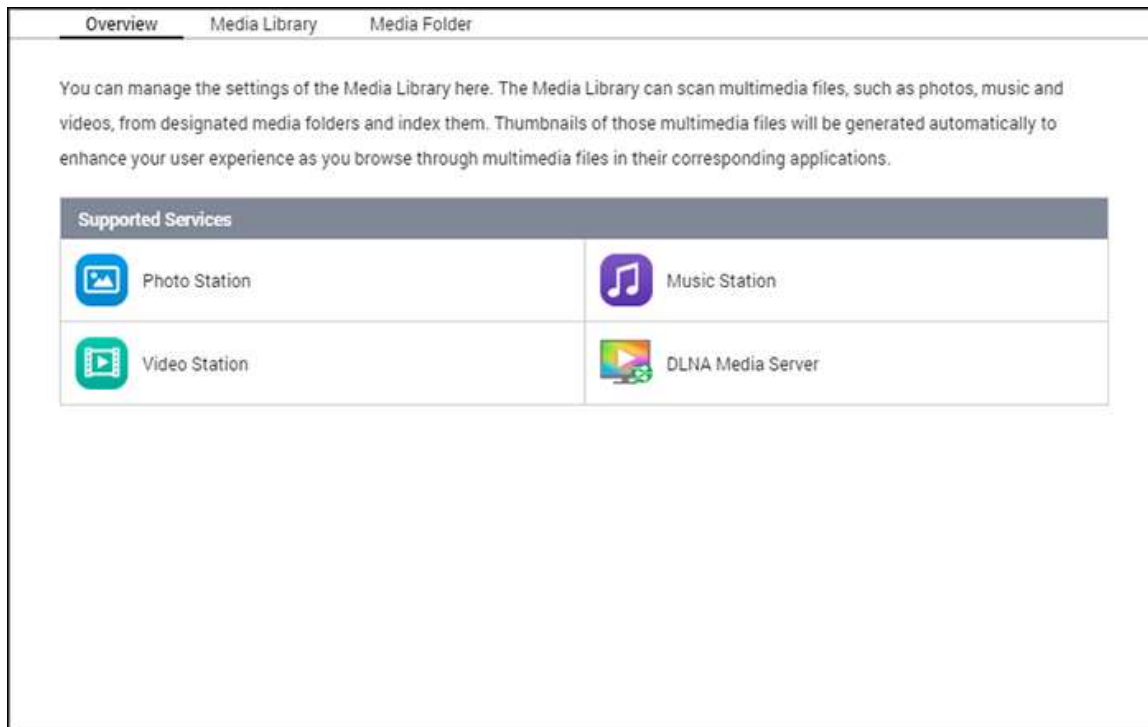 Overview Media Library Media Folder
You can manage the settings of the Media Library here. The Media Library can scan multimedia files, such as photos, music and
videos, from designated media folders and index them. Thumbnails of those multimedia files will be generated automatically to
enhance your user experience as you browse through multimedia files in their corresponding applications.
Supported Services
Photo Station Music Station
Video Station DLNA Media Server